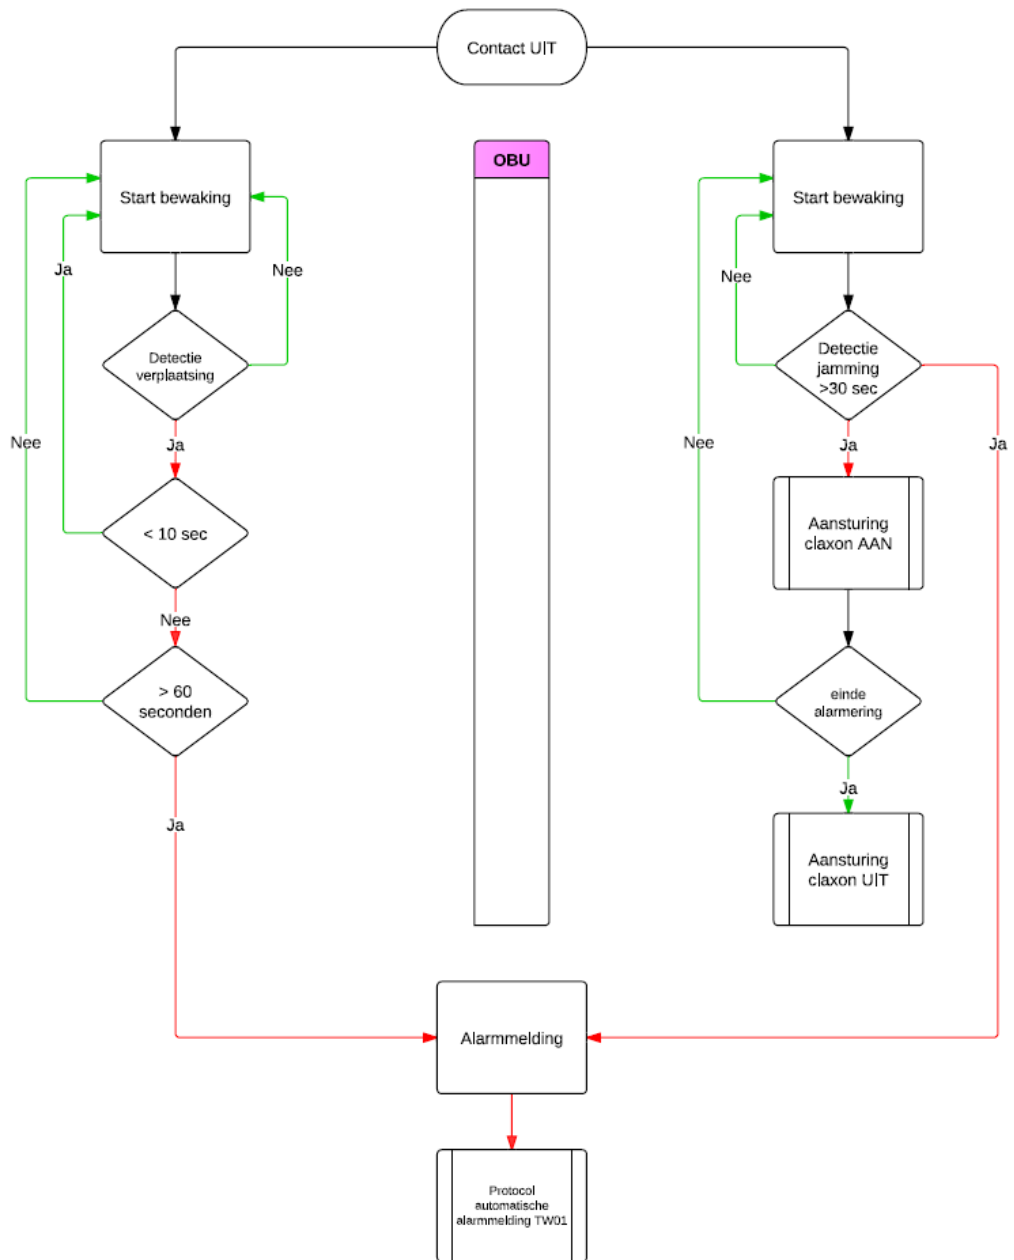 Contact UIT
OBU
Start bewaking
Ja
Nee
Detectie
verplaatsing
Nee
Ja
< 10 sec
Nee
> 60
seconden
Ja
Start bewaking
Nee
Detectie
jamming
>30 sec
Nee
Ja
Ja
Aansturing
claxon AAN
einde
alarmering
Ja
Aansturing
claxon UIT
Alarmmelding
Protocol
automatische
alarmmelding TW01